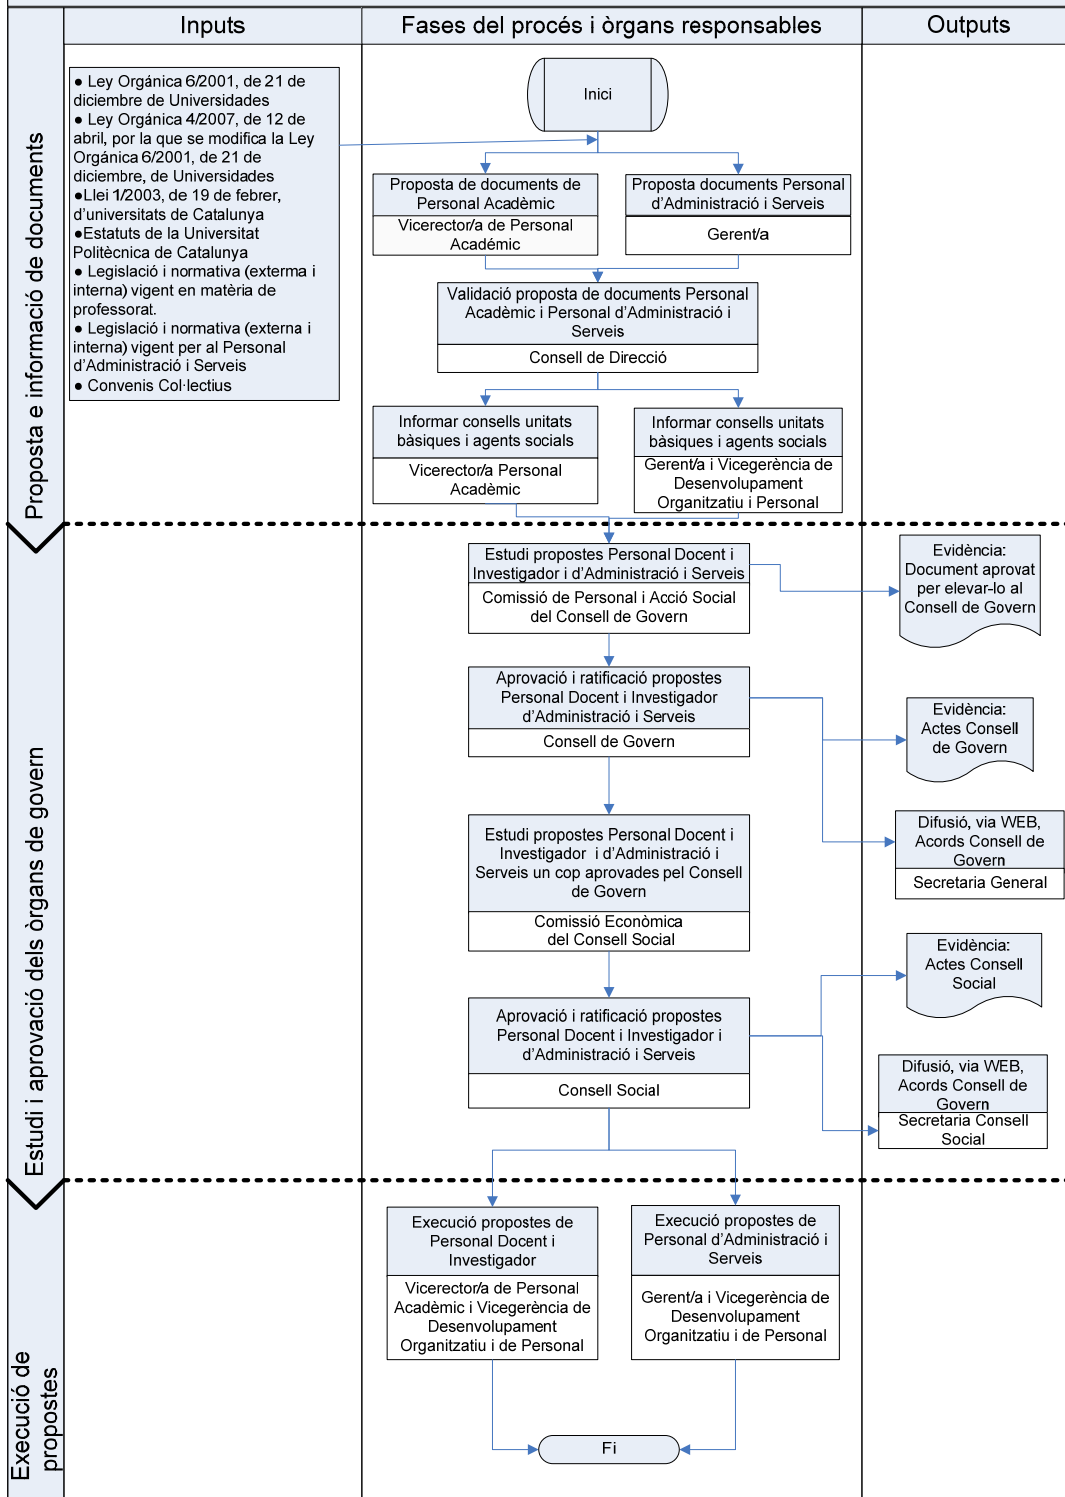 Inputs
Fases del procés i òrgans responsables
Outputs
Proposta e informació de documents
● Ley Orgánica 6/2001, de 21 de
diciembre de Universidades
● Ley Orgánica 4/2007, de 12 de
abril, por la que se modifica la Ley
Orgánica 6/2001, de 21 de
diciembre, de Universidades
●Llei 1/2003, de 19 de febrer,
d'universitats de Catalunya
●Estatuts de la Universitat
Politècnica de Catalunya
● Legislació i normativa (exterma i
interna) vigent en matèria de
professorat.
● Legislació i normativa (externa i
interna) vigent per al Personal
d'Administració i Serveis
● Convenis Col·lectius
Inici
Proposta de documents de
Personal Acadèmic
Vicerector/a de Personal
Académic
Proposta documents Personal
d'Administració i Serveis
Gerent/a
Validació proposta de documents Personal
Acadèmic i Personal d'Administració i
Serveis
Consell de Direcció
Informar consells unitats
bàsiques i agents socials
Vicerector/a Personal
Acadèmic
Informar consells unitats
bàsiques i agents socials
Gerent/a i Vicegerència de
Desenvolupament
Organitzatiu i Personal
Estudi i aprovació dels òrgans de govern
Estudi propostes Personal Docent i
Investigador i d'Administració i Serveis
Comissió de Personal i Acció Social
del Consell de Govern
Evidència:
Document aprovat
per elevar-lo al
Consell de Govern
Aprovació i ratificació propostes
Personal Docent i Investigador
d'Administració i Serveis
Consell de Govern
Evidència:
Actes Consell
de Govern
Difusió, via WEB,
Acords Consell de
Govern
Secretaria General
Estudi propostes Personal Docent i
Investigador i d'Administració i
Serveis un cop aprovades pel Consell
de Govern
Comissió Econòmica
del Consell Social
Evidència:
Actes Consell
Social
Aprovació i ratificació propostes
Personal Docent i Investigador i
d'Administració i Serveis
Consell Social
Difusió, via WEB,
Acords Consell de
Govern
Secretaria Consell
Social
Execució de
propostes
Execució propostes de
Personal Docent i
Investigador
Vicerector/a de Personal
Acadèmic i Vicegerència de
Desenvolupament
Organitzatiu i de Personal
Execució propostes de
Personal d'Administració i
Serveis
Gerent/a i Vicegerència de
Desenvolupament
Organitzatiu i de Personal
Fi